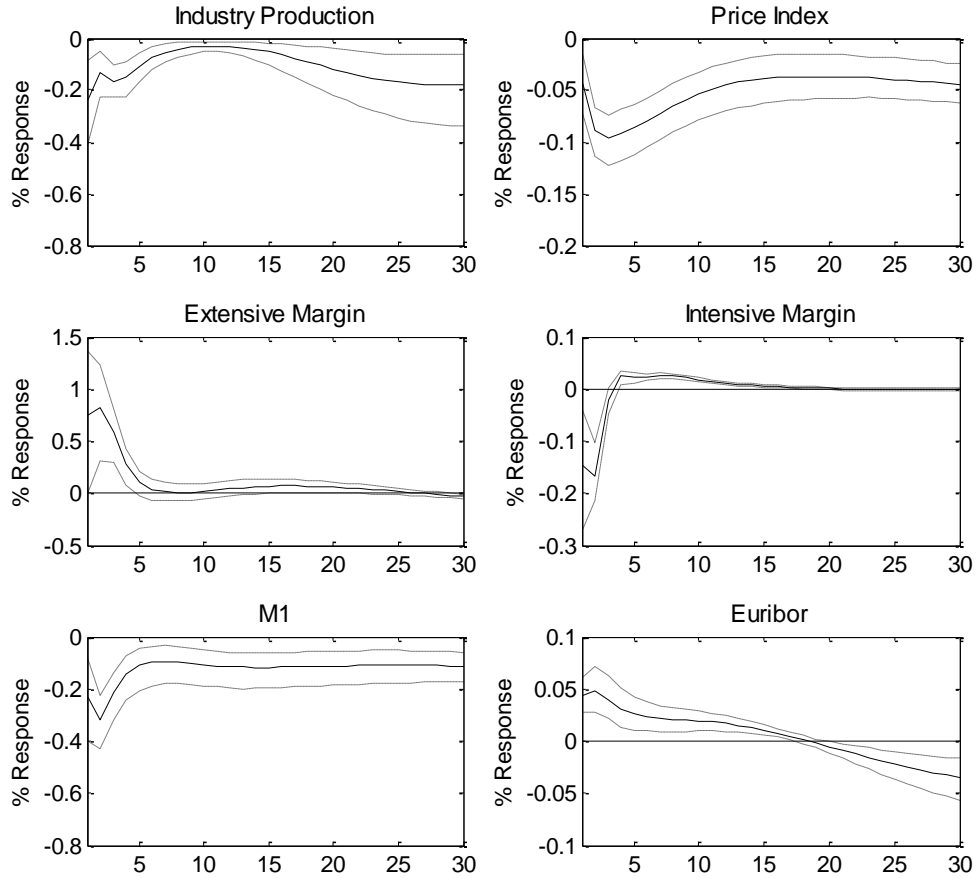 Industry Production
% Response
0
-0.2
-0.4
-0.6
-0.8
5 10 15 20 25 30
Price Index
% Response
0
-0.05
-0.1
-0.15
-0.2
5 10 15 20 25 30
Extensive Margin
% Response
1.5
1
0.5
0
-0.5
5 10 15 20 25 30
Intensive Margin
% Response
0.1
0
-0.1
-0.2
-0.3
5 10 15 20 25 30
M1
% Response
0
-0.2
-0.4
-0.6
-0.8
5 10 15 20 25 30
Euribor
% Response
0.1
0.05
0
-0.05
-0.1
5 10 15 20 25 30